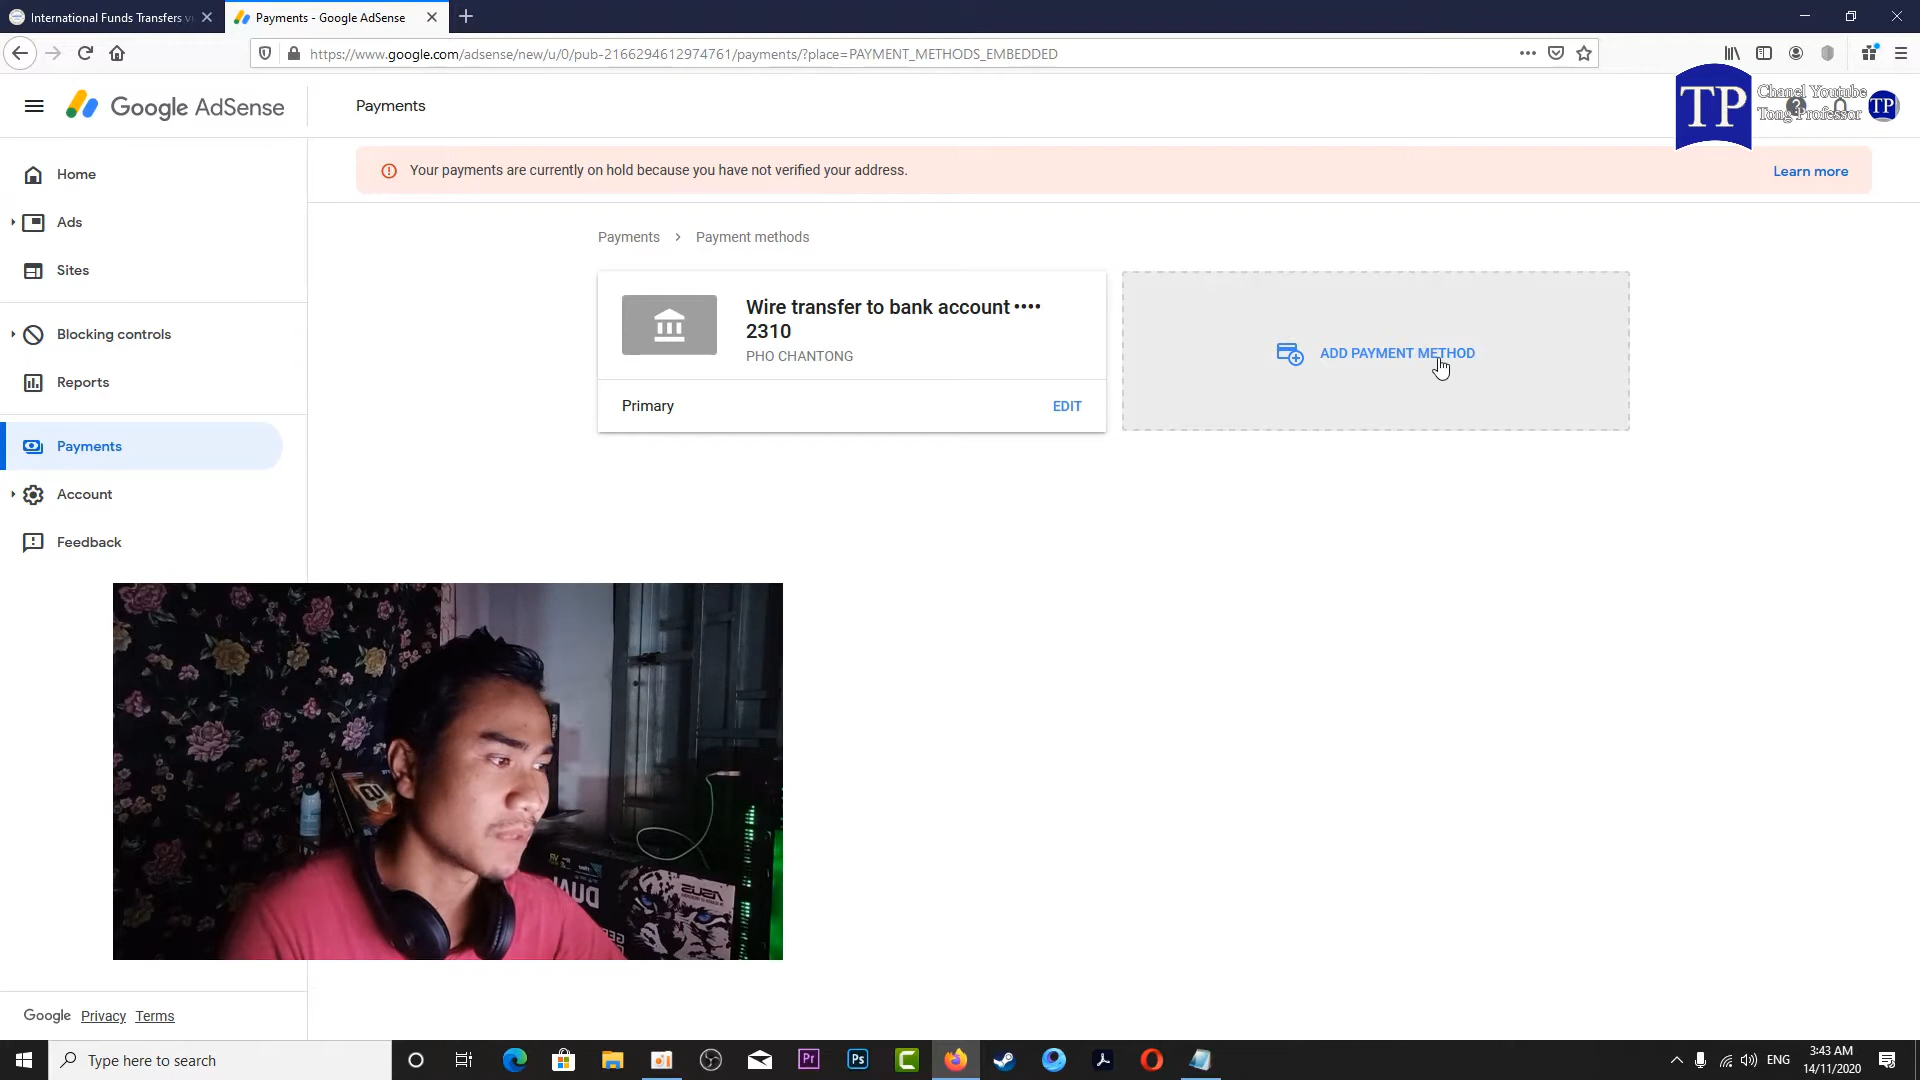 International Funds Transfers v
Payments - Google AdSense
https://www.google.com/adsense/new/u/0/pub-2166294612974761/payments/?place=PAYMENT_METHODS_EMBEDDED
Google AdSense
Payments
TP
Chanel Youtube
Tong Professor
TP
Your payments are currently on hold because you have not verified your address.
Learn more
Home
Ads
Sites
Blocking controls
Reports
Payments
Account
Feedback
Payments > Payment methods
Wire transfer to bank account ••••
2310
PHO CHANTONG
Primary
EDIT
ADD PAYMENT METHOD
Google Privacy Terms
Type here to search
Pr
Ps
ENG
3:43 AM
14/11/2020